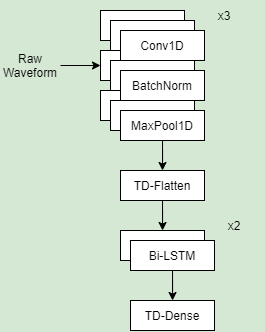 x3
Conv1D
Raw
Waveform
BatchNorm
MaxPool1D
TD-Flatten
x2
Bi-LSTM
TD-Dense